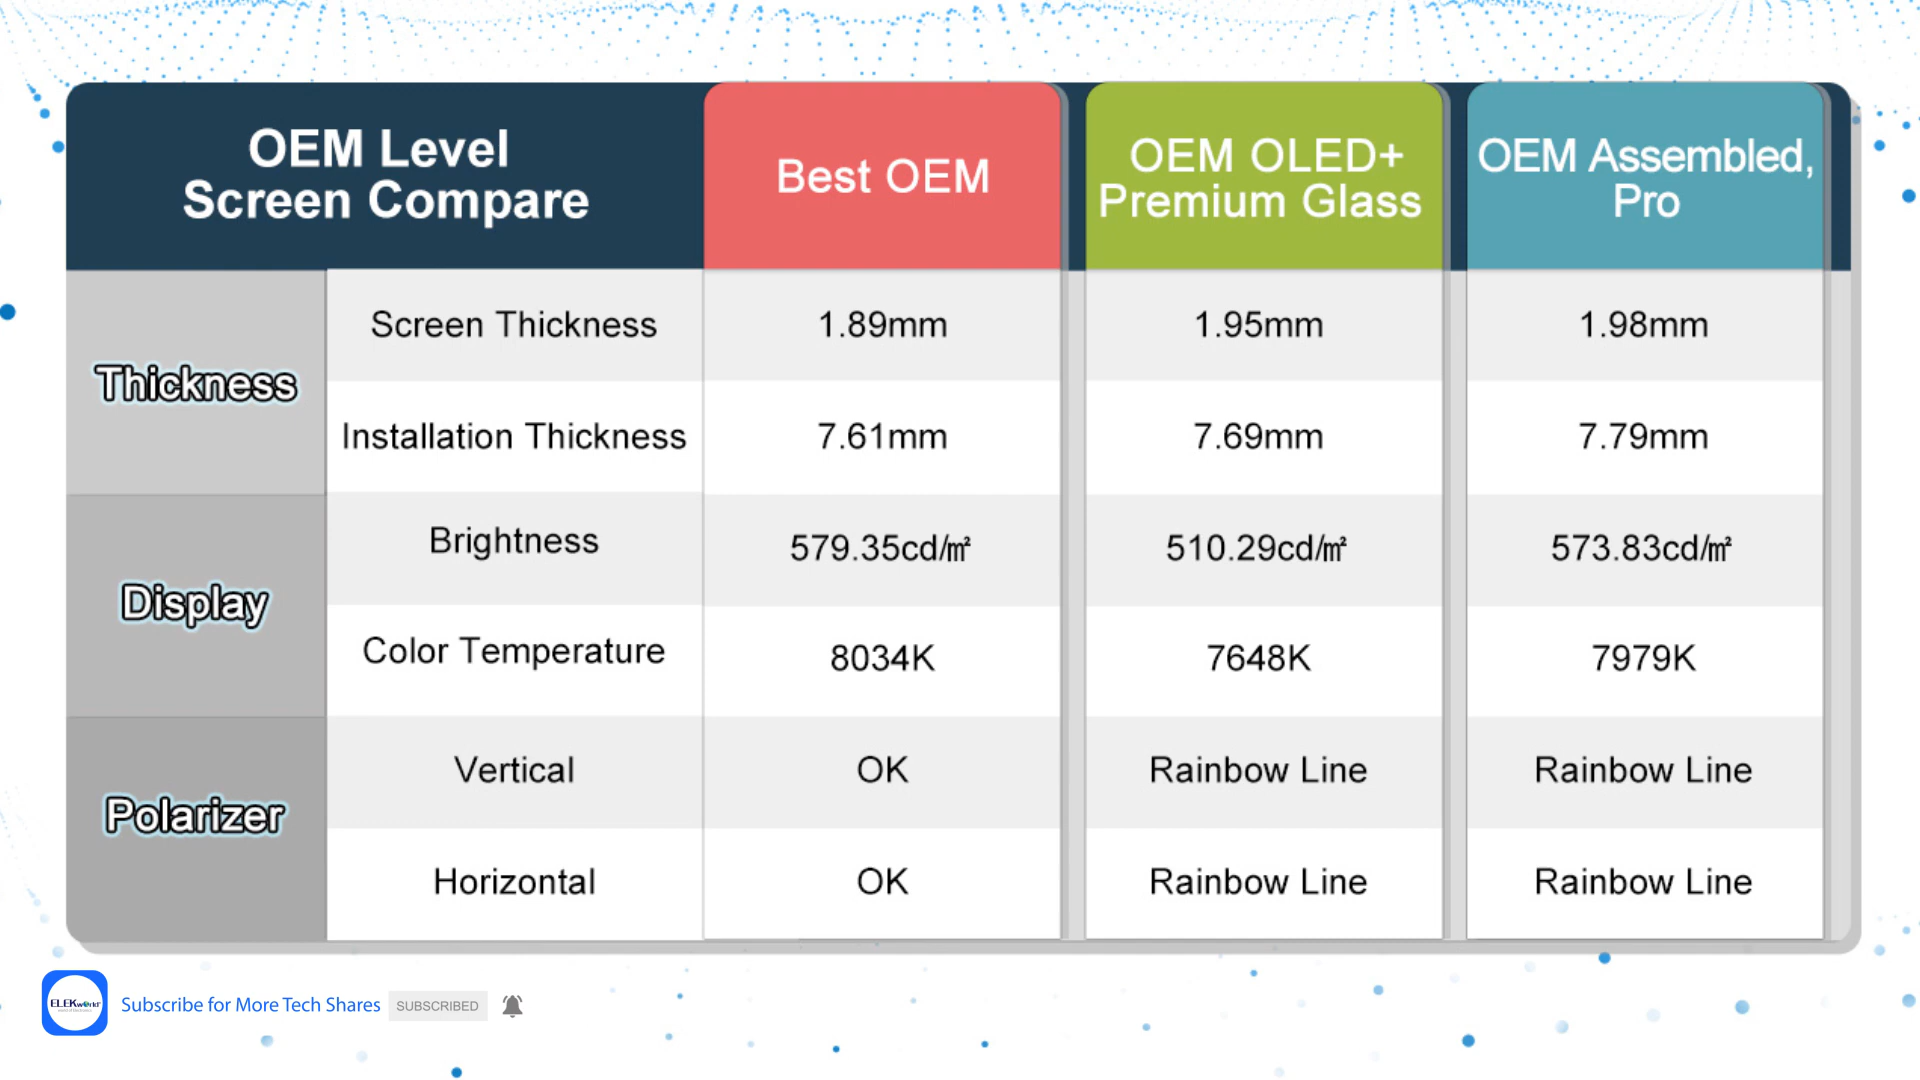 OEM Level
Screen Compare
Best OEM
OEM OLED+
Premium Glass
OEM Assembled,
Pro
Thickness
Screen Thickness
1.89mm
1.95mm
1.98mm
Installation Thickness
7.61mm
7.69mm
7.79mm
Display
Brightness
579.35cd/㎡
510.29cd/㎡
573.83cd/㎡
Color Temperature
8034K
7648K
7979K
Polarizer
Vertical
OK
Rainbow Line
Rainbow Line
Horizontal
OK
Rainbow Line
Rainbow Line
ELEKworld
Subscribe for More Tech Shares
SUBSCRIBED